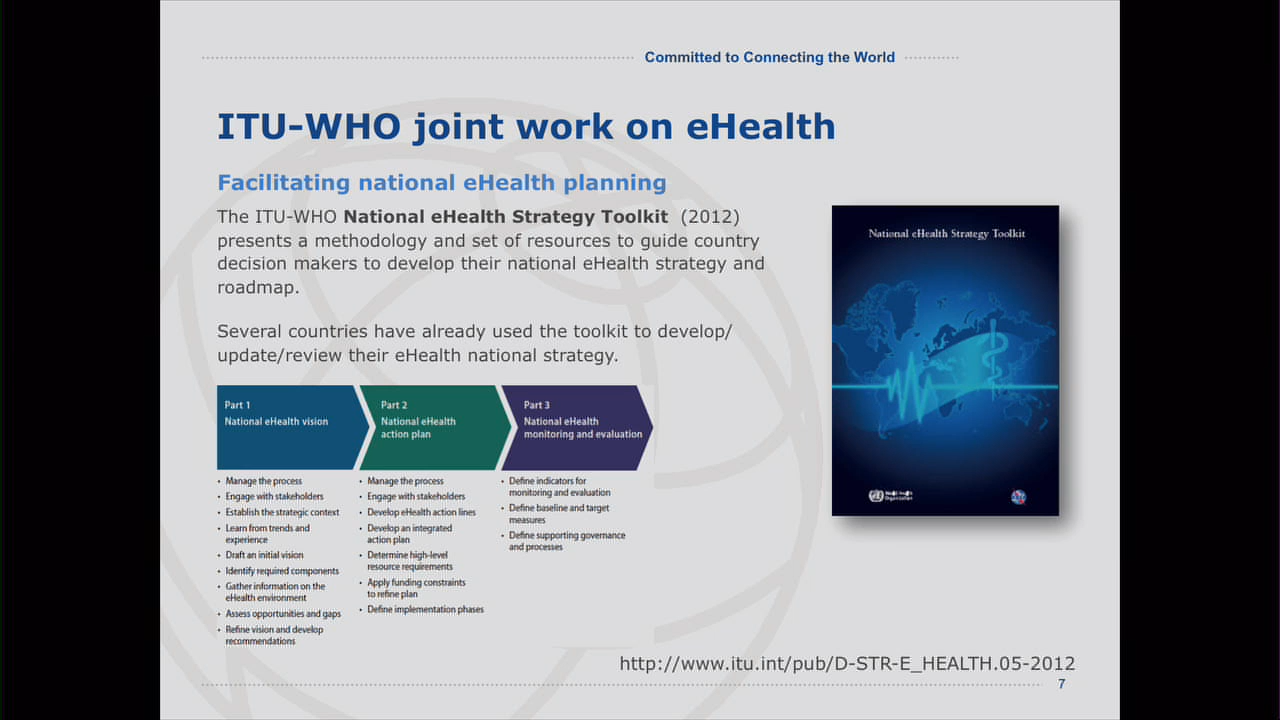 Committed to Connecting the World
ITU-WHO joint work on eHealth
Facilitating national eHealth planning
The ITU-WHO National eHealth Strategy Toolkit (2012)
presents a methodology and set of resources to guide country
decision makers to develop their national eHealth strategy and
roadmap.
Several countries have already used the toolkit to develop/
update/review their eHealth national strategy.
National eHealth Strategy Toolkit
World Health
Organization
Part 1
National eHealth vision
• Manage the process
• Engage with stakeholders
• Establish the strategic context
• Learn from trends and
experience
• Draft an initial vision
• Identify required components
• Gather information on the
eHealth environment
• Assess opportunities and gaps
• Refine vision and develop
recommendations
Part 2
National eHealth
action plan
• Manage the process
• Engage with stakeholders
• Develop eHealth action lines
• Develop an integrated
action plan
• Determine high-level
resource requirements
• Apply funding constraints
to refine plan
• Define implementation phases
Part 3
National eHealth
monitoring and evaluation
• Define indicators for
monitoring and evaluation
• Define baseline and target
measures
• Define supporting governance
and processes
http://www.itu.int/pub/D-STR-E_HEALTH.05-2012
7